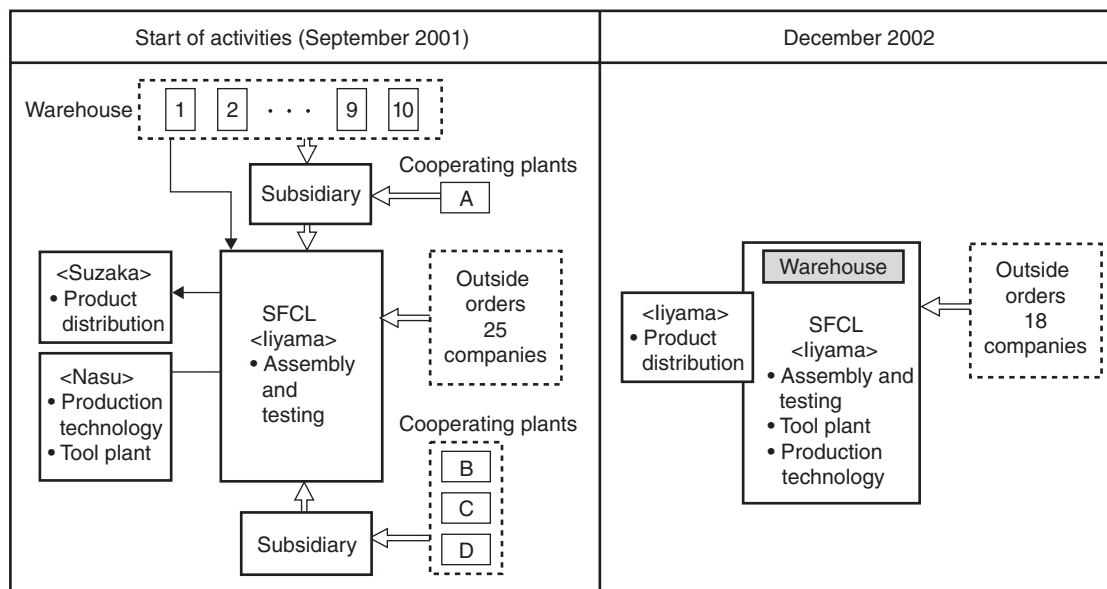 Start of activities (September 2001)
December 2002
Warehouse
1
2
· · ·
9
10
Cooperating plants
Subsidiary
A
<Suzaka>
• Product
distribution
SFCL
<Iiyama>
• Assembly
and
testing
Outside
orders
25
companies
<Nasu>
• Production
technology
• Tool plant
Cooperating plants
B
C
D
Subsidiary
Warehouse
<Iiyama>
• Product
distribution
SFCL
<Iiyama>
• Assembly and
testing
• Tool plant
• Production
technology
Outside
orders
18
companies